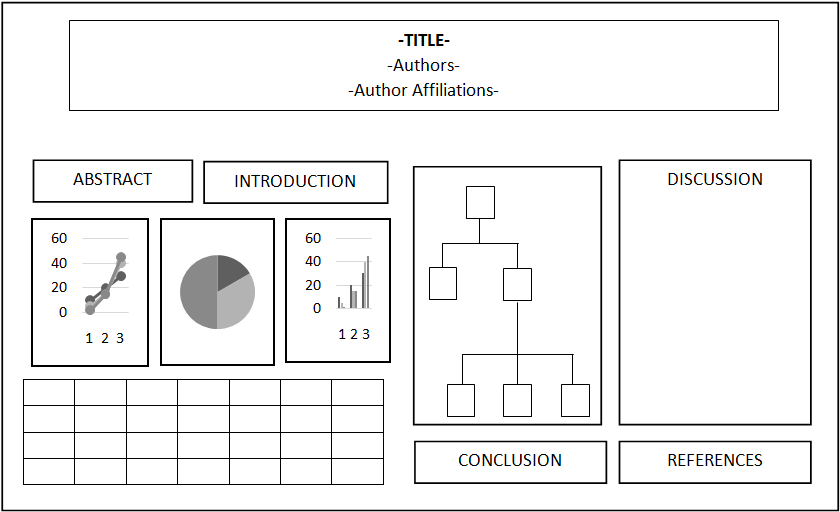 -TITLE-
-Authors-
-Author Affiliations-
ABSTRACT
INTRODUCTION
60
40
20
0
1 2 3
60
40
20
0
1 2 3
DISCUSSION
CONCLUSION
REFERENCES